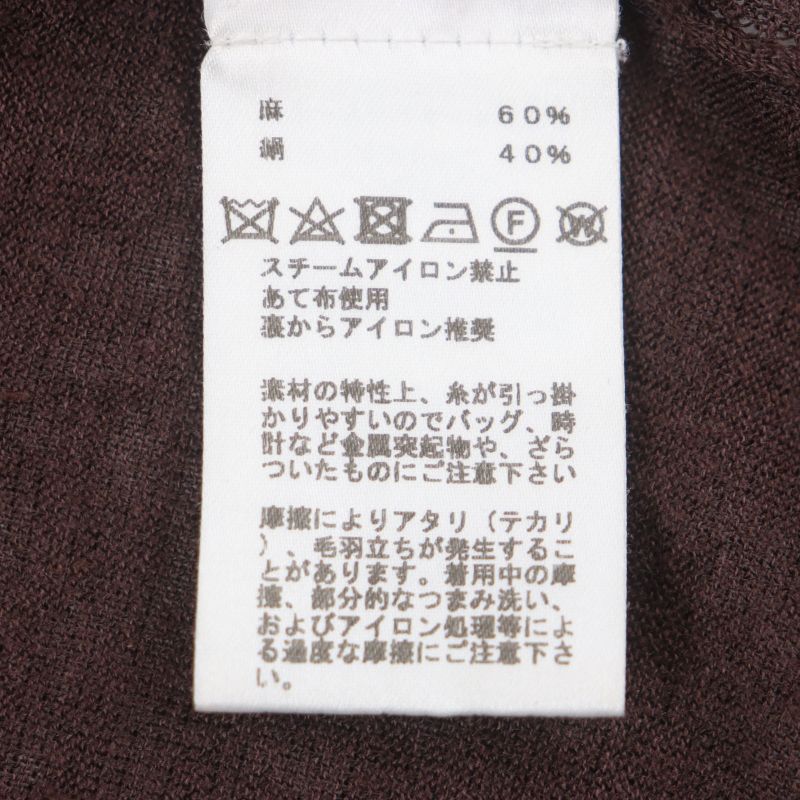 麻 60%
絹 40%
F W
スチームアイロン禁止
あて布使用
裏からアイロン推奨
素材の特性上、糸が引っ掛
かりやすいのでバッグ、時
計など金属突起物や、ざら
ついたものにご注意下さい
摩擦によりアタリ(テカリ
)、毛羽立ちが発生するこ
とがあります。着用中の摩
擦、部分的なつまみ洗い、
およびアイロン処理等によ
る過度な摩擦にご注意下さ
い。